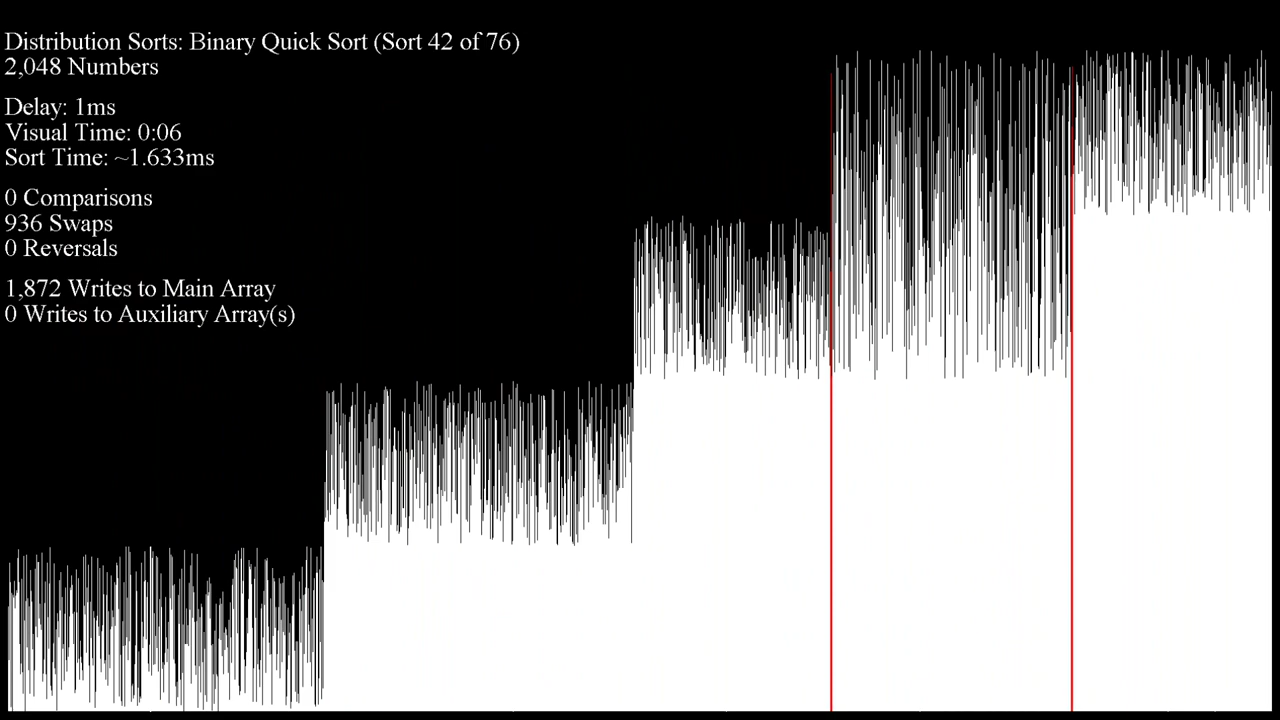 Distribution Sorts: Binary Quick Sort (Sort 42 of 76)
2,048 Numbers
Delay: 1ms
Visual Time: 0:06
Sort Time: ~1.633ms
0 Comparisons
936 Swaps
0 Reversals
1,872 Writes to Main Array
0 Writes to Auxiliary Array(s)